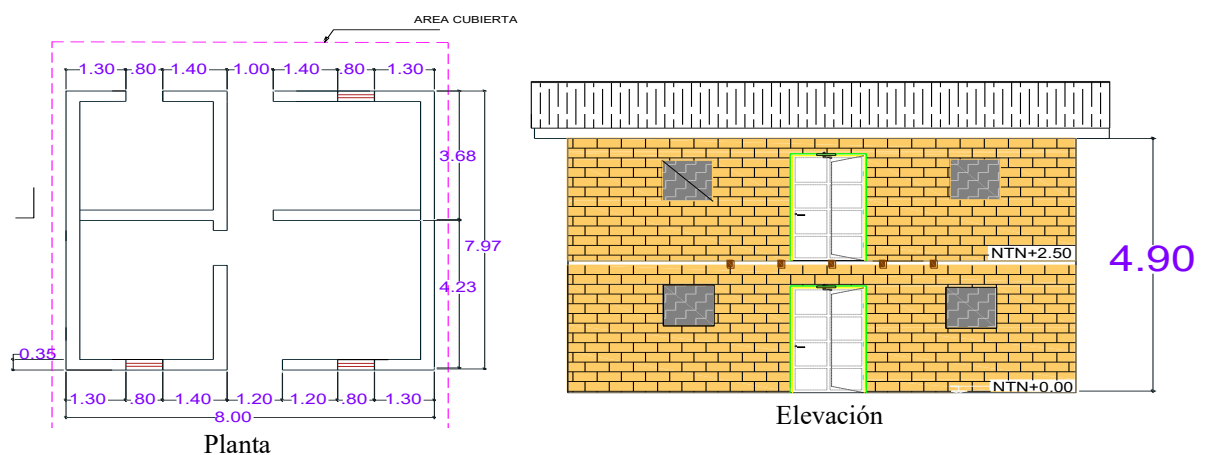 AREA CUBIERTA
1.30 .80 1.40 1.00 1.40 .80 1.30
3.68
7.97
4.23
0.35
1.30 .80 1.40 1.20 1.20 .80 1.30
8.00
Planta
NTN+2.50
4.90
NTN+0.00
Elevación